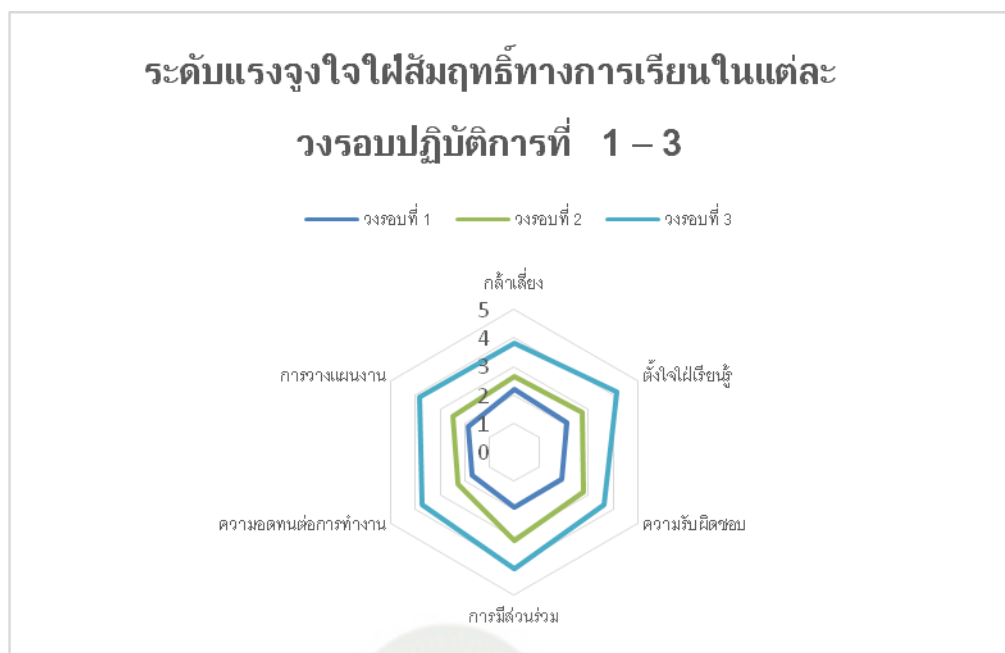 ระดับแรงจูงใจใฝ่สัมฤทธิ์ทางการเรียนในแต่ละ
วงรอบปฏิบัติการที่ 1 – 3
วงรอบที่ 1 วงรอบที่ 2 วงรอบที่ 3
กล้าเสี่ยง
5
4
3
2
1
0
การวางแผนงาน
ตั้งใจใฝ่เรียนรู้
ความอดทนต่อการทำงาน
ความรับผิดชอบ
การมีส่วนร่วม